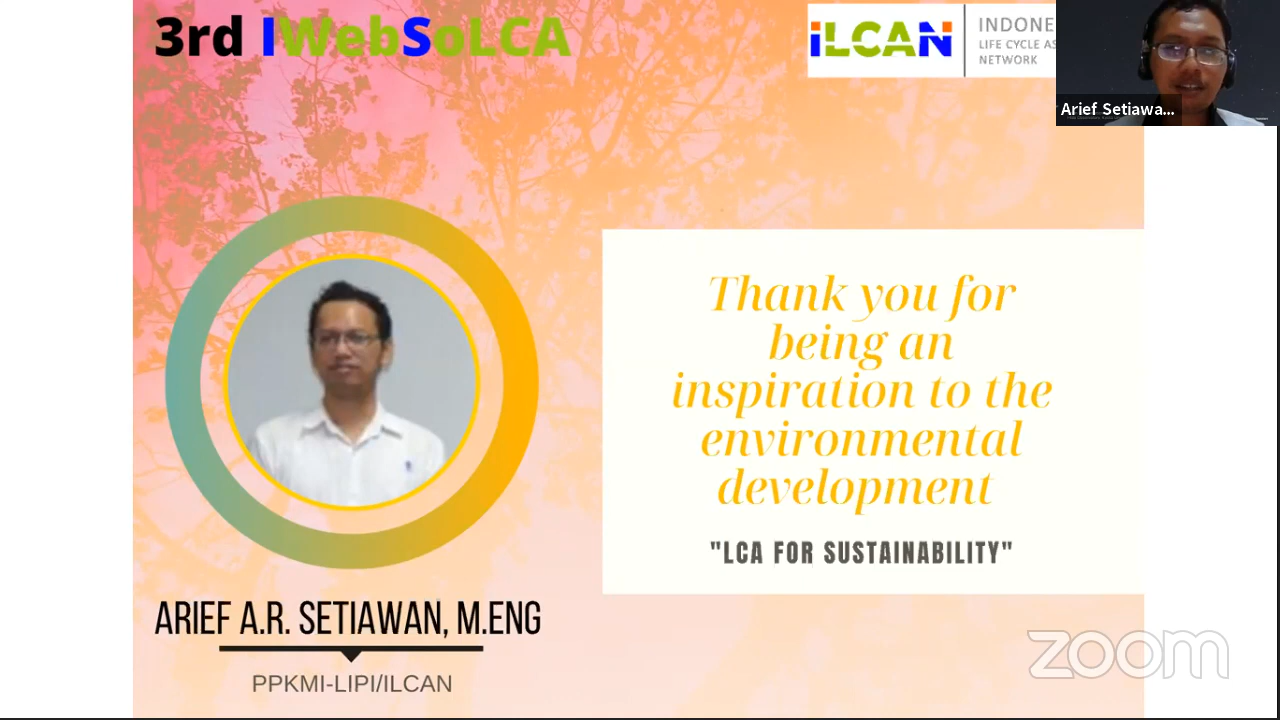 3rd IWebSoLCA
iLCAN
INDONE
LIFE CYCLE AS
NETWORK
Arief Setiawa...
Thank you for
being an
inspiration to the
environmental
development
"LCA FOR SUSTAINABILITY"
ARIEF A.R. SETIAWAN, M.ENG
PPKMI-LIPI/ILCAN
zoom